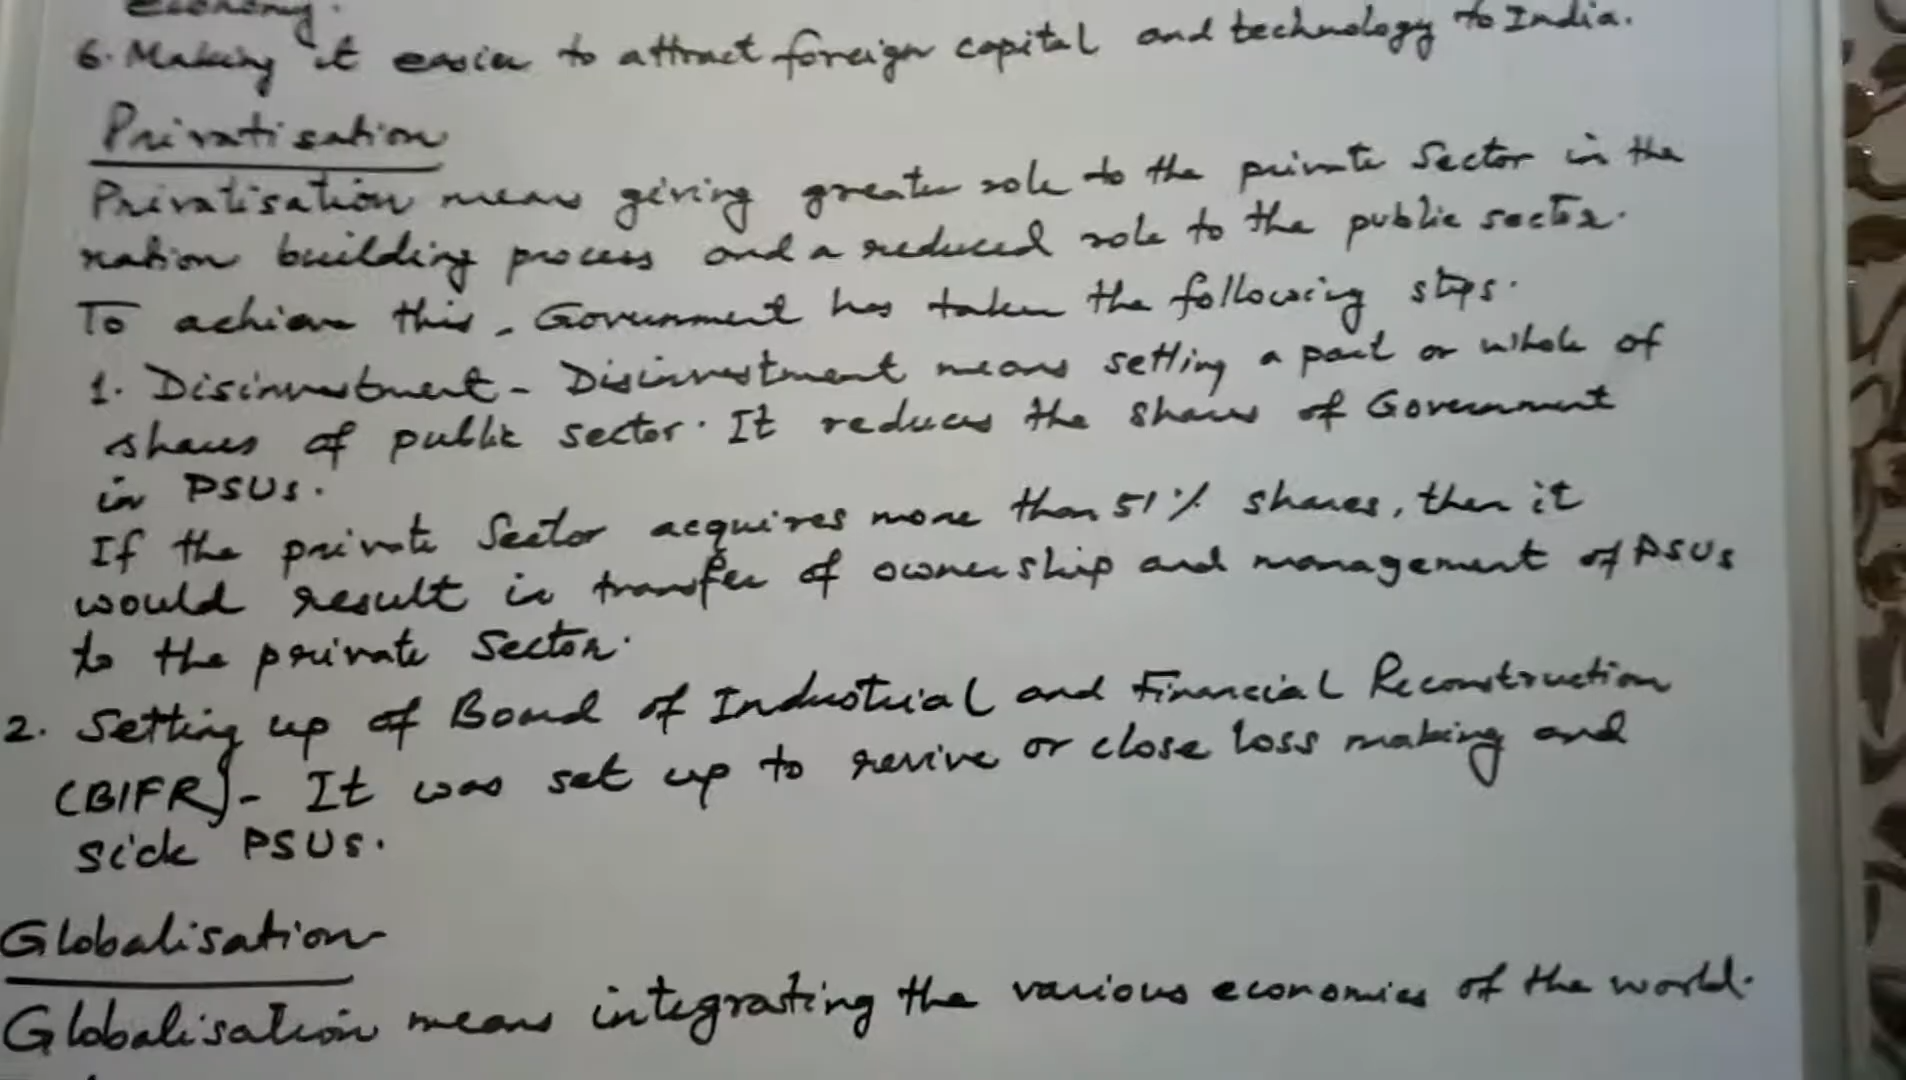 economy.
6. Making it easier to attract foreign capital and technology to India.
Privatisation
Privatisation means giving greater role to the private sector in the
nation building process and a reduced role to the public sector.
To achieve this, Government has taken the following steps.
1. Disinvestment - Disinvestment means setting a part or whole of
shares of public sector. It reduces the shares of Government
in PSUs.
If the private sector acquires more than 51% shares, then it
would result in transfer of ownership and management of PSUs
to the private sector.
2. Setting up of Board of Industrial and Financial Reconstruction
(BIFR) - It was set up to revive or close loss making and
sick PSUs.
Globalisation
Globalisation means integrating the various economies of the world.